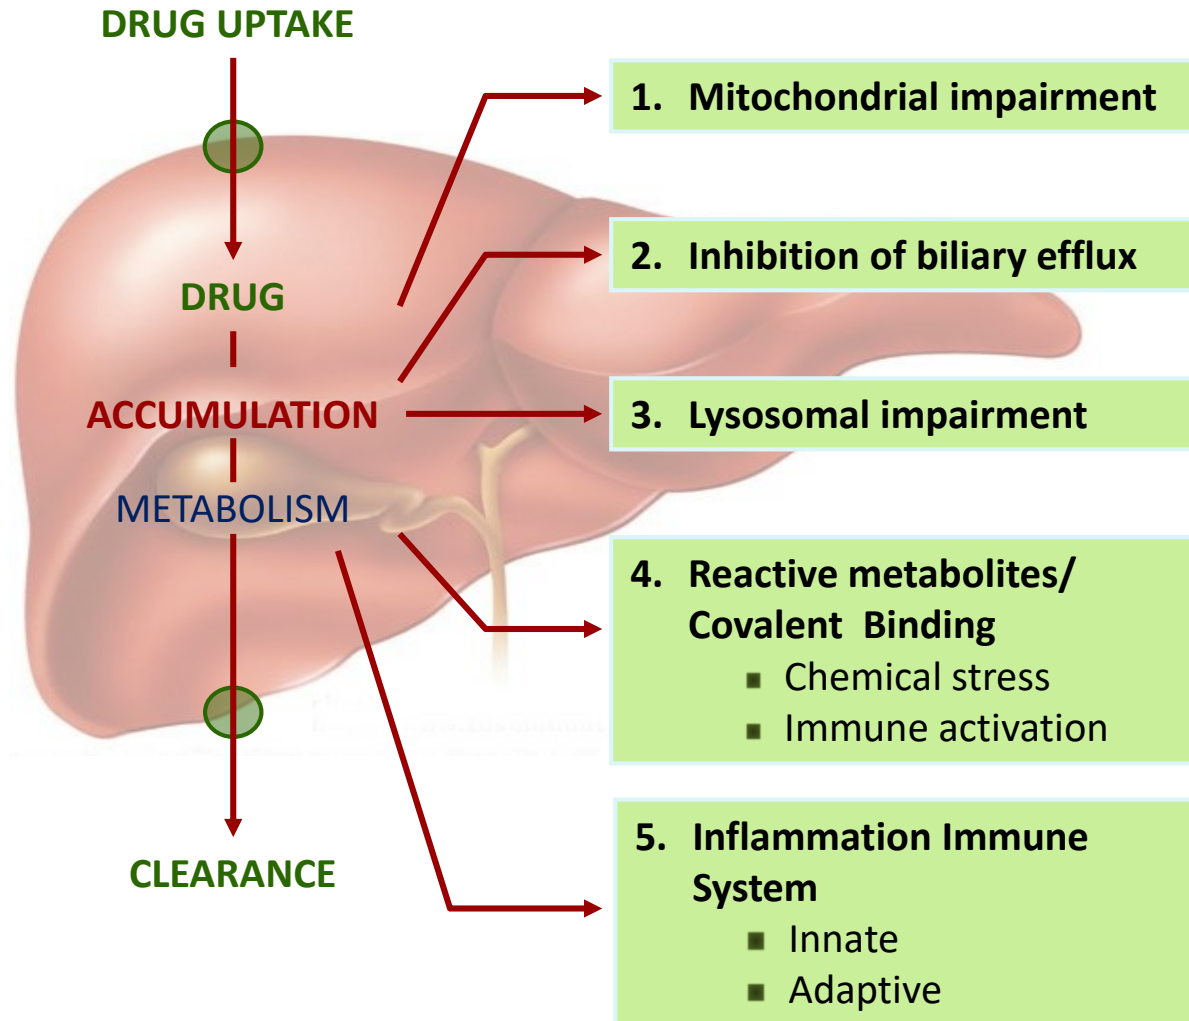 DRUG UPTAKE
DRUG
ACCUMULATION
METABOLISM
CLEARANCE
1. Mitochondrial impairment
2. Inhibition of biliary efflux
3. Lysosomal impairment
4. Reactive metabolites/
Covalent Binding
▪ Chemical stress
▪ Immune activation
5. Inflammation Immune
System
▪ Innate
▪ Adaptive